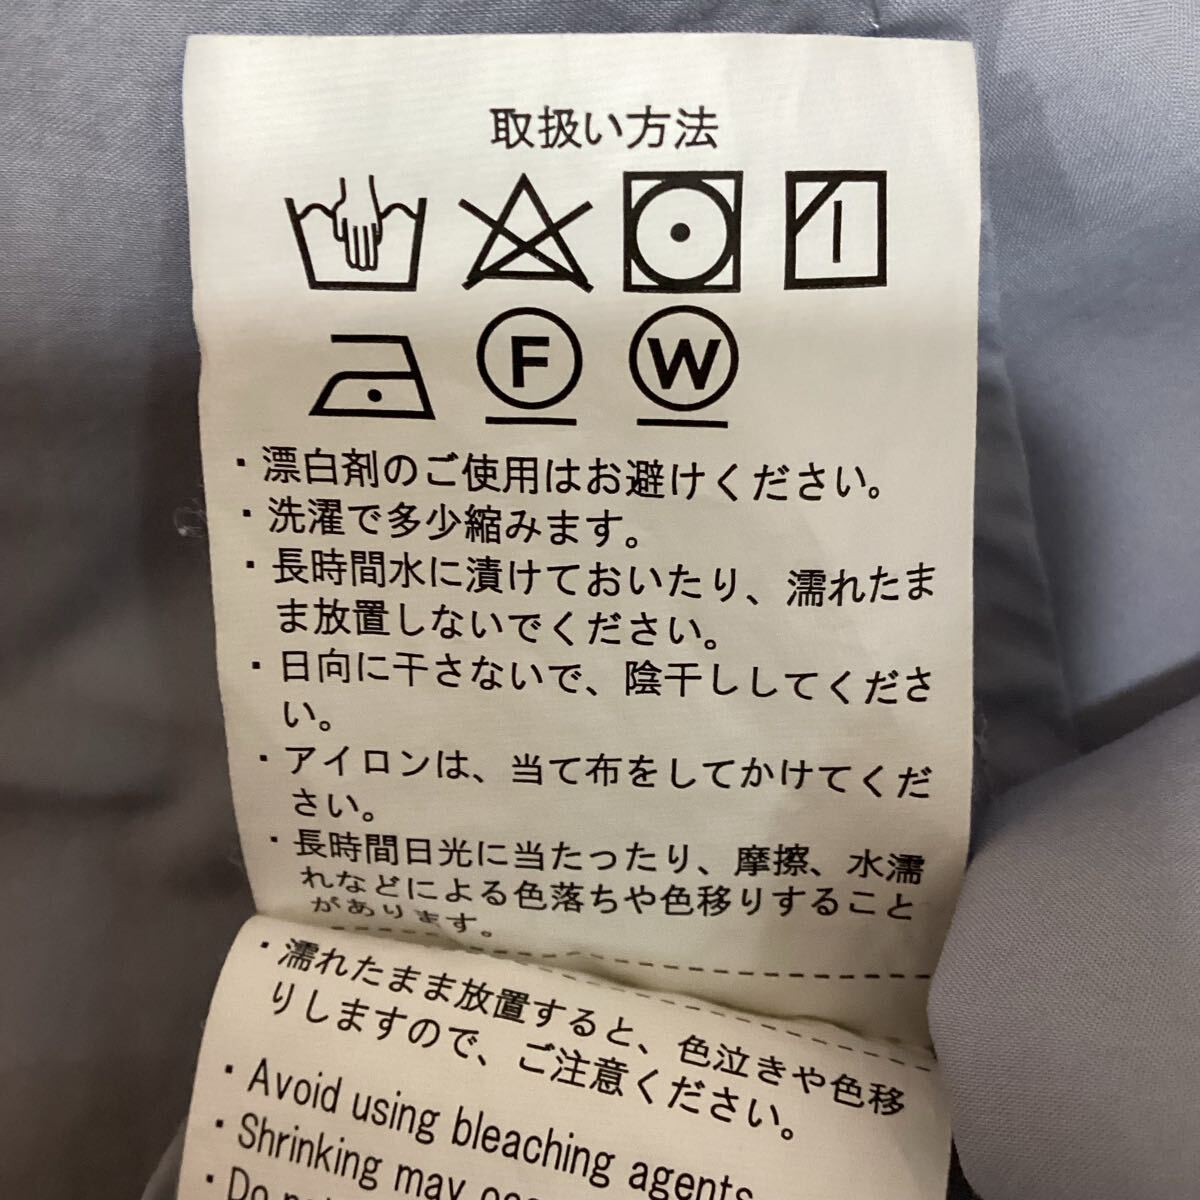 取扱い方法
F W
・漂白剤のご使用はお避けください。
・洗濯で多少縮みます。
・長時間水に漬けておいたり、濡れたま
ま放置しないでください。
・日向に干さないで、陰干ししてくださ
い。
・アイロンは、当て布をしてかけてくだ
さい。
・長時間日光に当たったり、摩擦、水濡
れなどによる色落ちや色移りすること
があります。
・濡れたまま放置すると、色泣きや色移
りしますので、ご注意ください。
・Avoid using bleaching agents
・Shrinking may
・Do